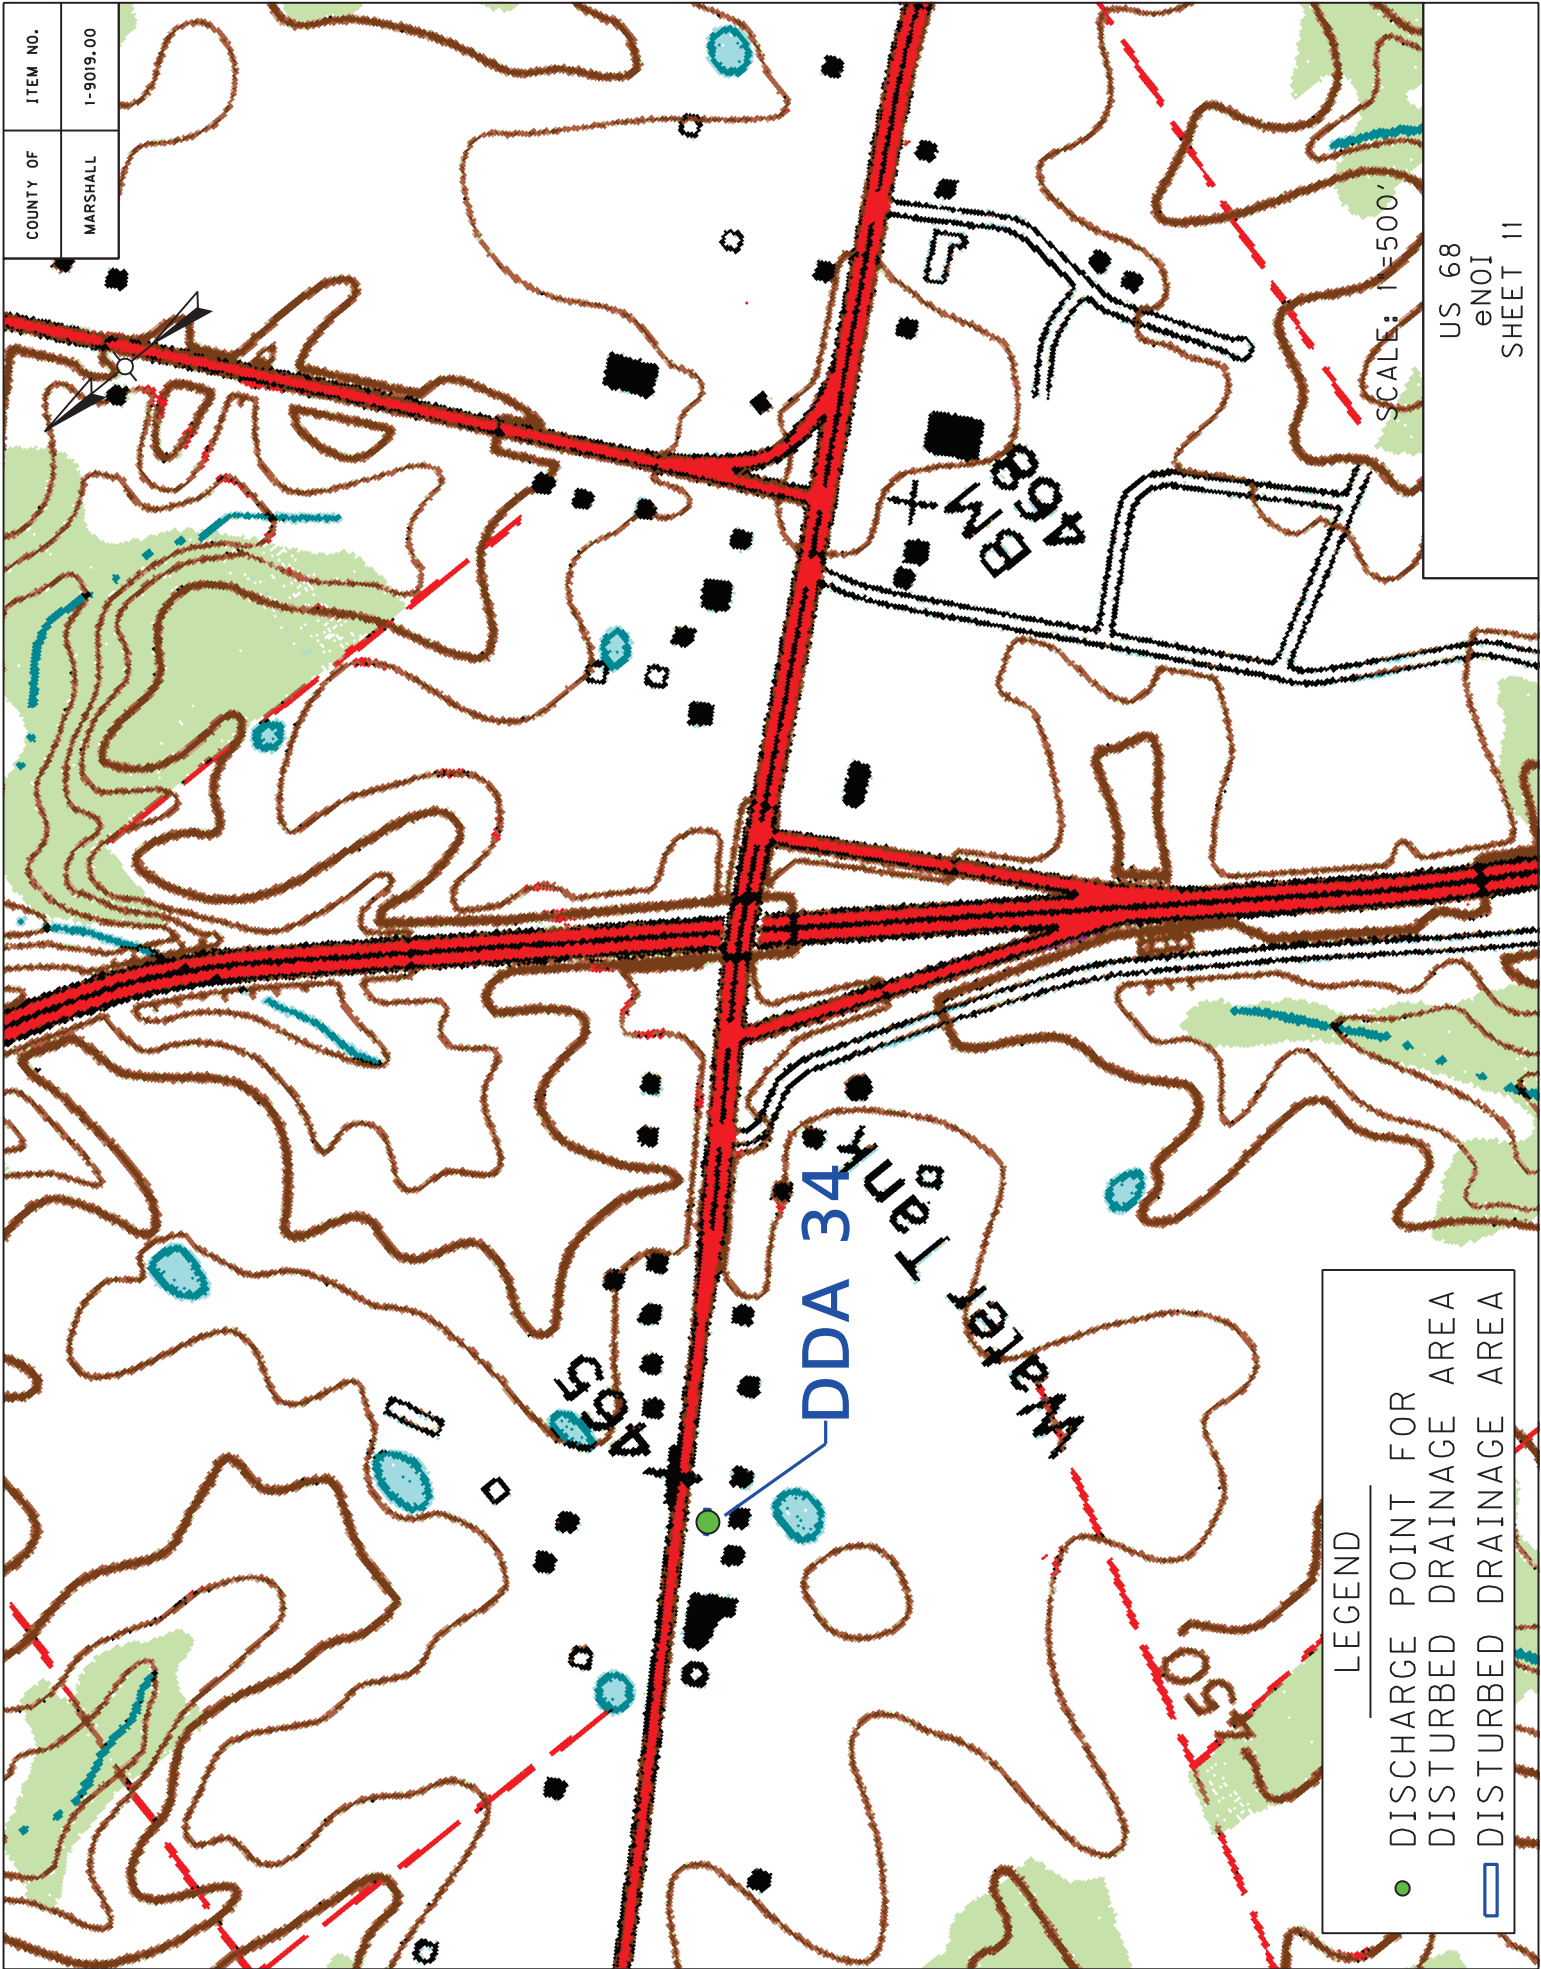 COUNTY OF ITEM NO.
MARSHALL 1-9019.00
465
DDA 34
Water Tank
BM
468
450
LEGEND
DISCHARGE POINT FOR
DISTURBED DRAINAGE AREA
DISTURBED DRAINAGE AREA
SCALE: 1"=500'
US 68
eNOI
SHEET 11